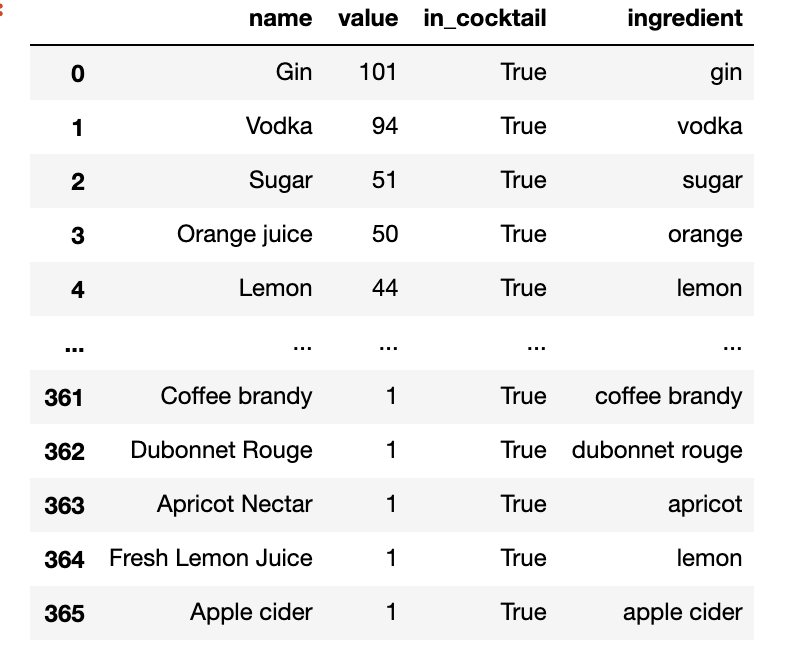 name value in_cocktail ingredient
0 Gin 101 True gin
1 Vodka 94 True vodka
2 Sugar 51 True sugar
3 Orange juice 50 True orange
4 Lemon 44 True lemon
... ... ... ... ...
361 Coffee brandy 1 True coffee brandy
362 Dubonnet Rouge 1 True dubonnet rouge
363 Apricot Nectar 1 True apricot
364 Fresh Lemon Juice 1 True lemon
365 Apple cider 1 True apple cider